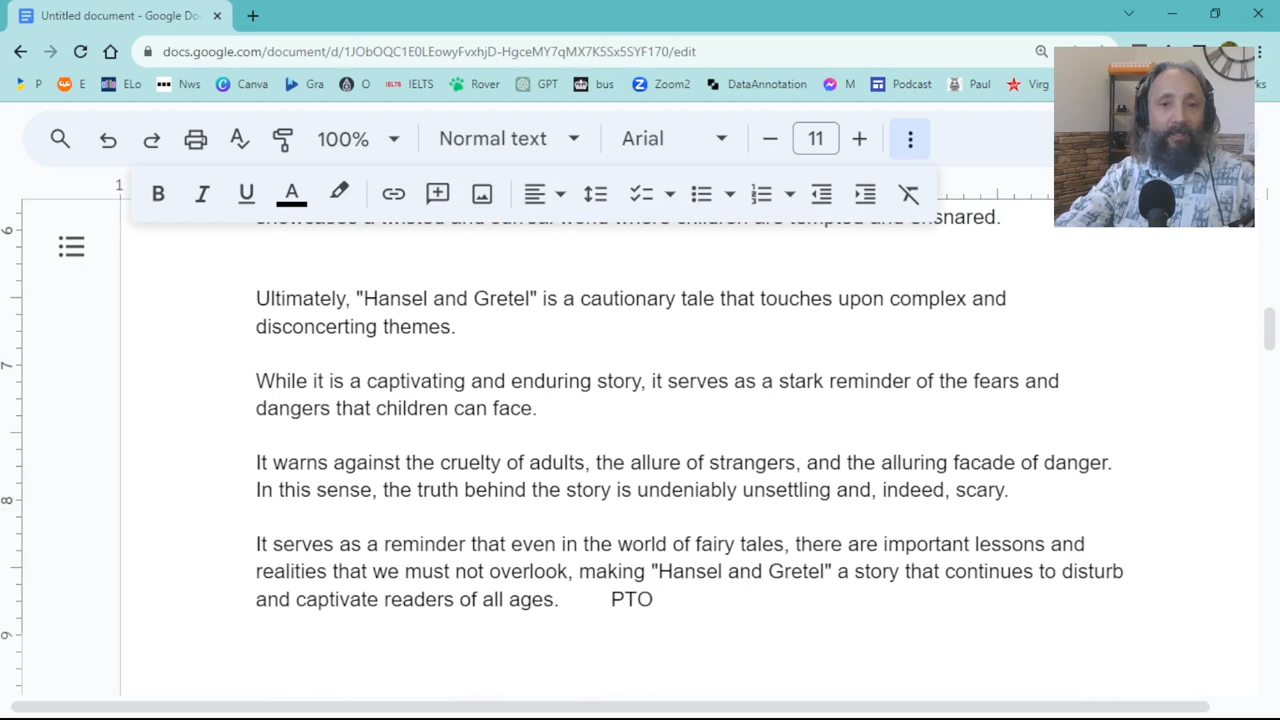 Untitled document - Google Do
docs.google.com/document/d/1JObOQC1E0LEowyFvxhjD-HgceMY7qMX7K5Sx5SYF170/edit
P E ELo Nws Canva Gra O IELTS IELTS Rover GPT bus Zoom2 DataAnnotation M Podcast Paul Virg rks
100% Normal text Arial 11
B I U A
1
showcases a twisted and surreal world where children are tempted and ensnared.
6
Ultimately, "Hansel and Gretel" is a cautionary tale that touches upon complex and
disconcerting themes.
7
While it is a captivating and enduring story, it serves as a stark reminder of the fears and
dangers that children can face.
It warns against the cruelty of adults, the allure of strangers, and the alluring facade of danger.
In this sense, the truth behind the story is undeniably unsettling and, indeed, scary.
8
It serves as a reminder that even in the world of fairy tales, there are important lessons and
realities that we must not overlook, making "Hansel and Gretel" a story that continues to disturb
and captivate readers of all ages. PTO
9